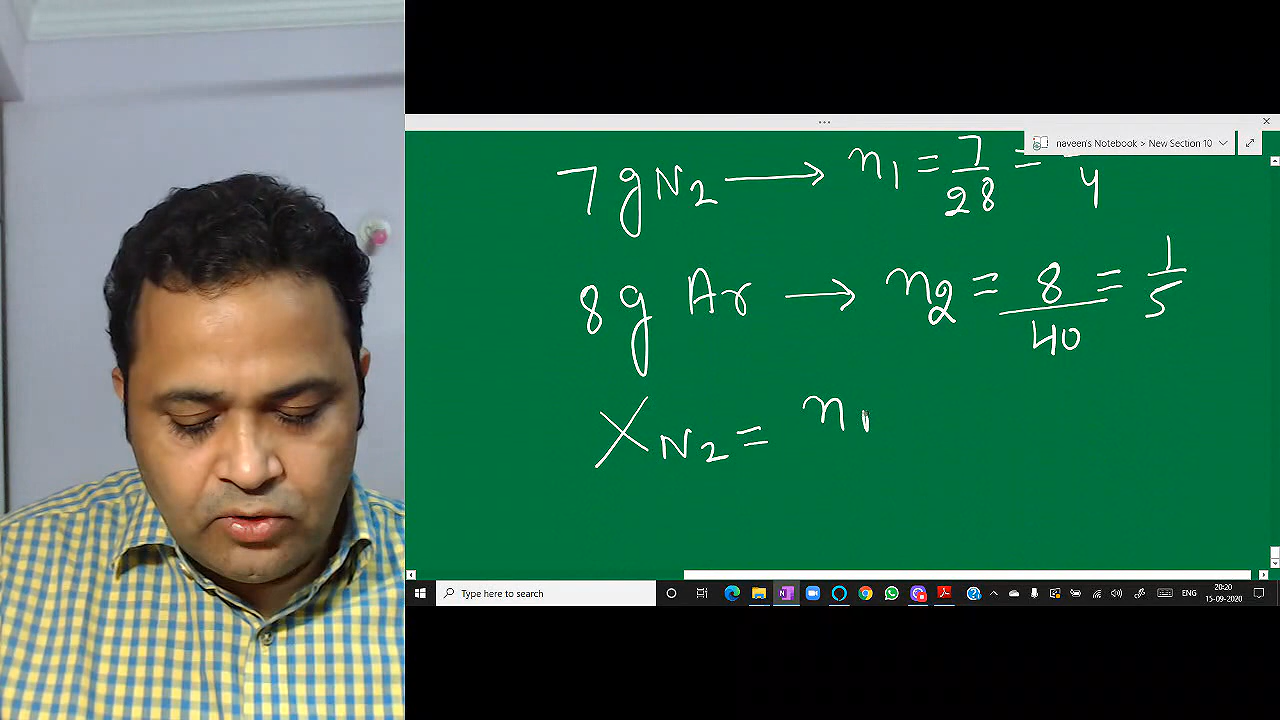 naveen's Notebook > New Section 10
7 g N2 → n1 = 7/28 = /4
8 g Ar → n2 = 8/40 = 1/5
XN2 = n1
Type here to search
ENG
20:20
15-09-2020